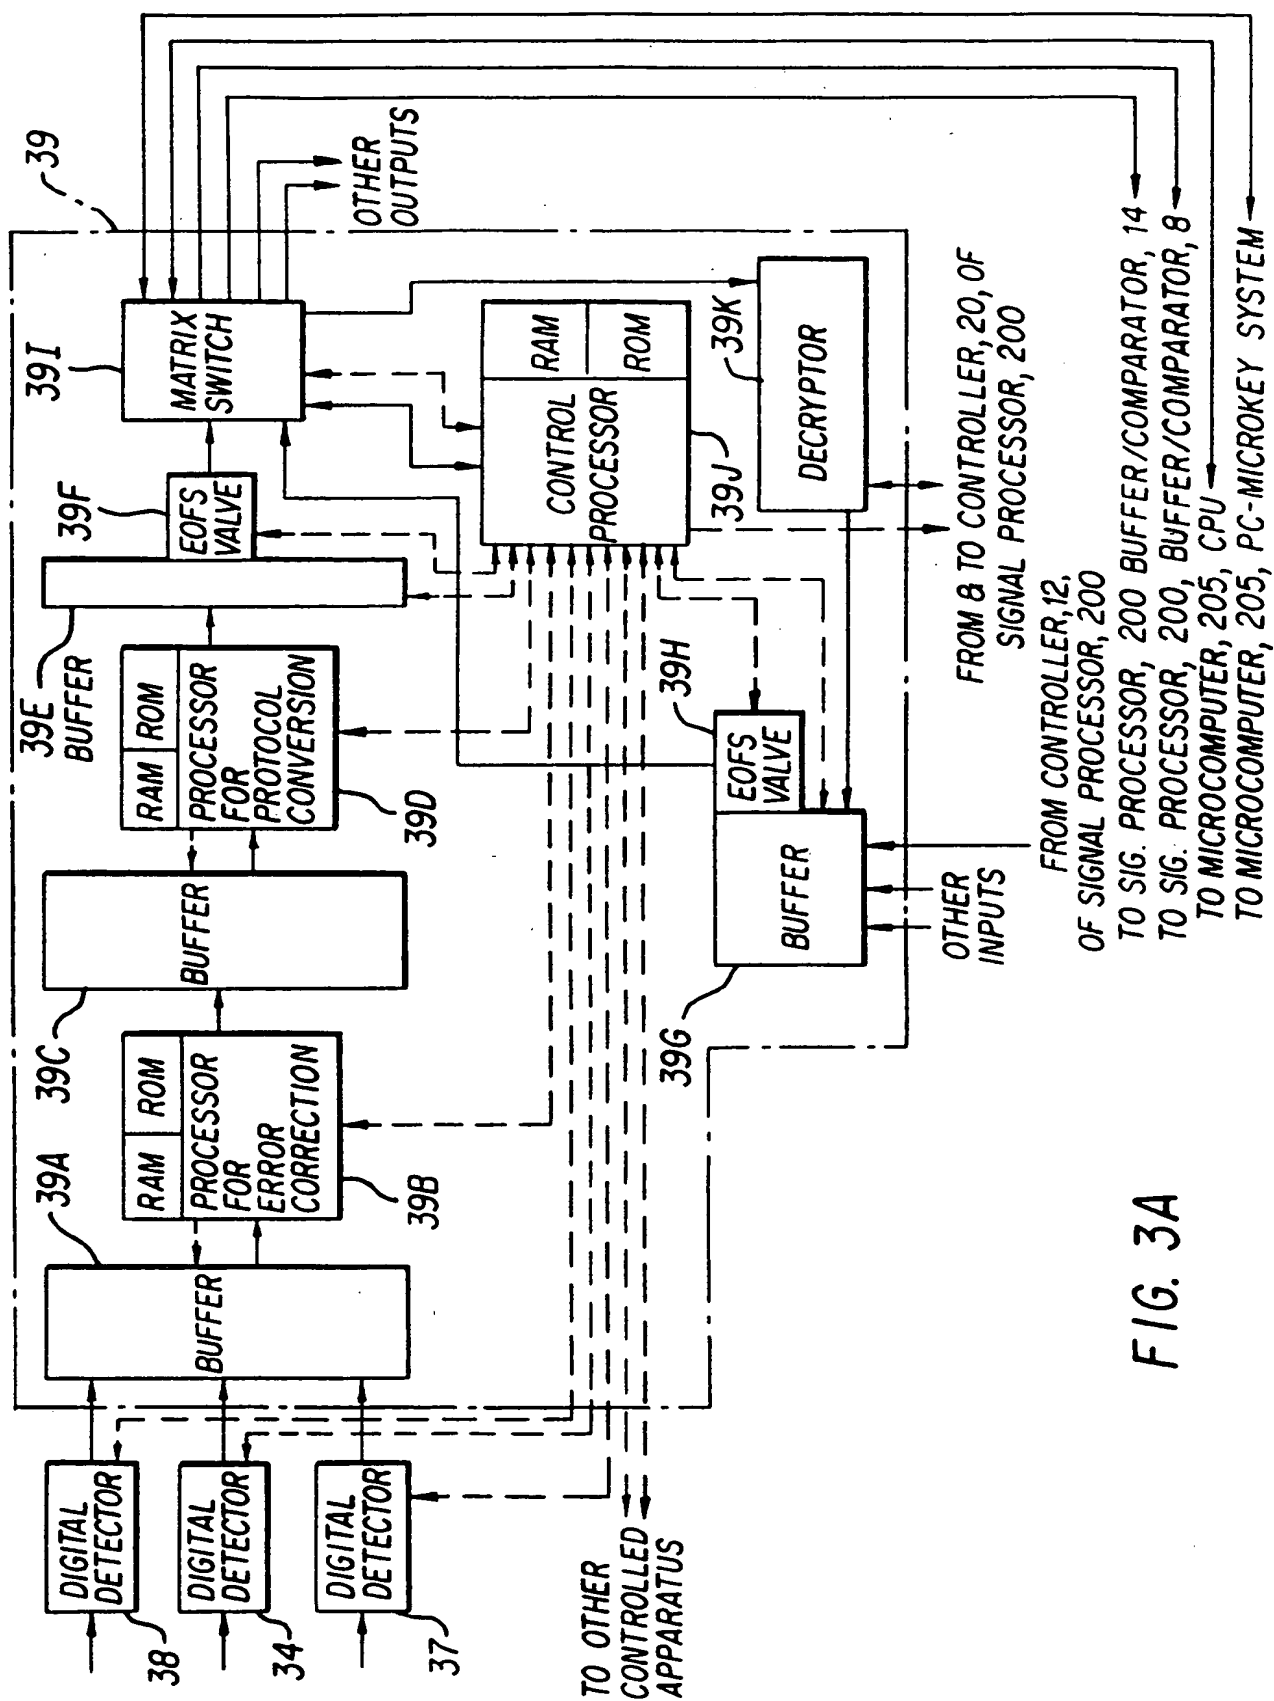 39
39A
39C
39E
BUFFER
39F
39I
DIGITAL
DETECTOR
38
DIGITAL
DETECTOR
34
DIGITAL
DETECTOR
37
BUFFER
RAM
ROM
PROCESSOR
FOR
ERROR
CORRECTION
39B
BUFFER
RAM
ROM
PROCESSOR
FOR
PROTOCOL
CONVERSION
39D
EOFS
VALVE
MATRIX
SWITCH
OTHER
OUTPUTS
CONTROL
PROCESSOR
RAM
ROM
39J
39K
DECRYPTOR
39H
EOFS
VALVE
BUFFER
39G
OTHER
INPUTS
TO OTHER
CONTROLLED
APPARATUS
FROM & TO CONTROLLER, 20, OF
SIGNAL PROCESSOR, 200
FROM CONTROLLER,12,
OF SIGNAL PROCESSOR, 200
TO SIG. PROCESSOR, 200 BUFFER/COMPARATOR, 14
TO SIG. PROCESSOR, 200, BUFFER/COMPARATOR, 8
TO MICROCOMPUTER, 205, CPU
TO MICROCOMPUTER, 205, PC-MICROKEY SYSTEM
FIG. 3A